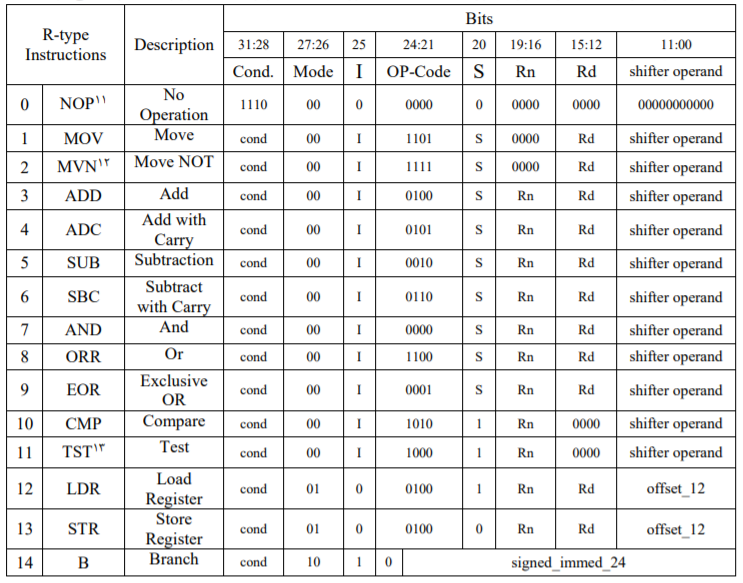 R-type Instructions Description Bits
31:28 27:26 25 24:21 20 19:16 15:12 11:00
Cond. Mode I OP-Code S Rn Rd shifter operand
0 NOP۱۱ No Operation 1110 00 0 0000 0 0000 0000 00000000000
1 MOV Move cond 00 I 1101 S 0000 Rd shifter operand
2 MVN۱۲ Move NOT cond 00 I 1111 S 0000 Rd shifter operand
3 ADD Add cond 00 I 0100 S Rn Rd shifter operand
4 ADC Add with Carry cond 00 I 0101 S Rn Rd shifter operand
5 SUB Subtraction cond 00 I 0010 S Rn Rd shifter operand
6 SBC Subtract with Carry cond 00 I 0110 S Rn Rd shifter operand
7 AND And cond 00 I 0000 S Rn Rd shifter operand
8 ORR Or cond 00 I 1100 S Rn Rd shifter operand
9 EOR Exclusive OR cond 00 I 0001 S Rn Rd shifter operand
10 CMP Compare cond 00 I 1010 1 Rn 0000 shifter operand
11 TST۱۳ Test cond 00 I 1000 1 Rn 0000 shifter operand
12 LDR Load Register cond 01 0 0100 1 Rn Rd offset_12
13 STR Store Register cond 01 0 0100 0 Rn Rd offset_12
14 B Branch cond 10 1 0 signed_immed_24